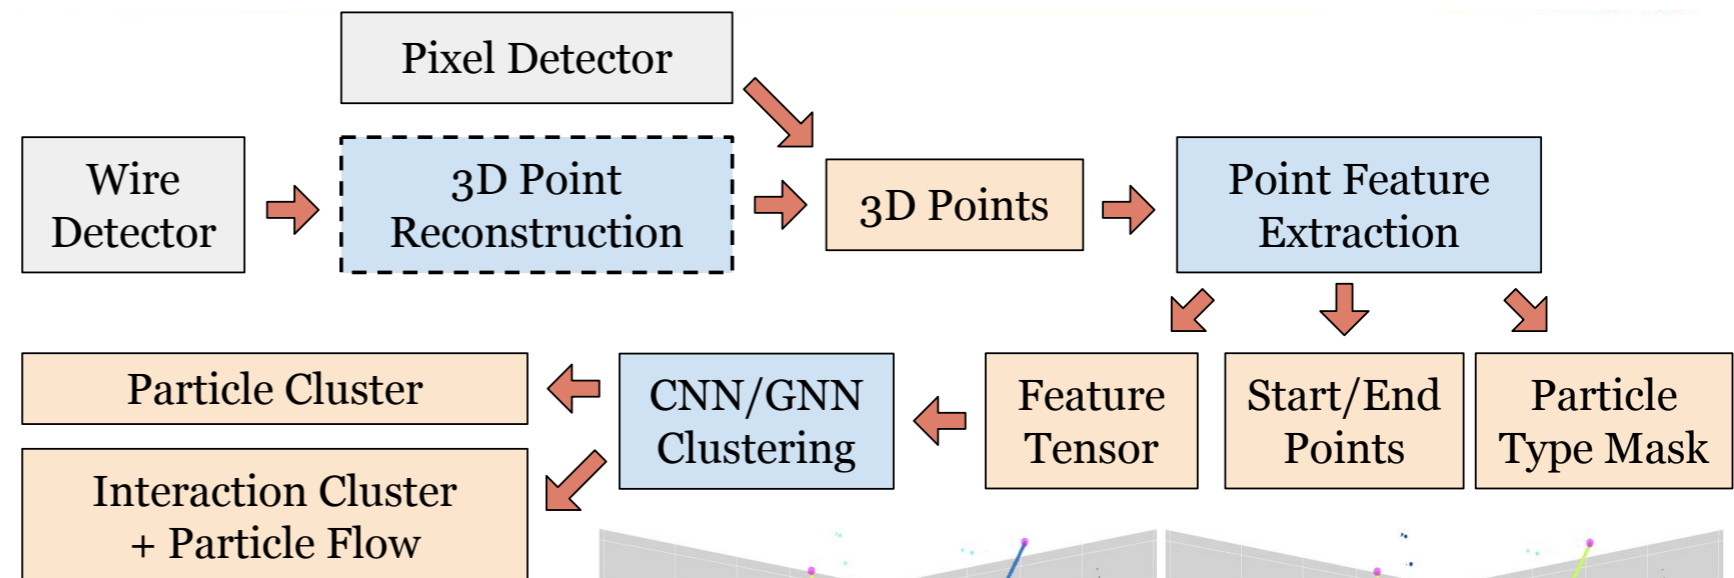 Pixel Detector
Wire
Detector
3D Point
Reconstruction
3D Points
Point Feature
Extraction
Particle Cluster
CNN/GNN
Clustering
Feature
Tensor
Start/End
Points
Particle
Type Mask
Interaction Cluster
+ Particle Flow